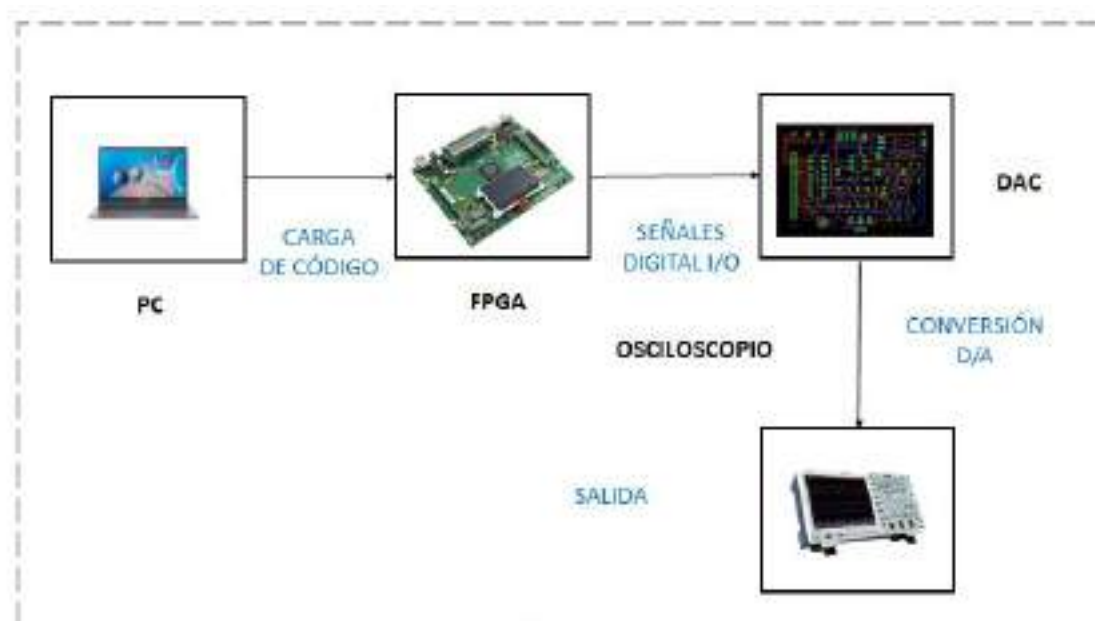 DAC
CARGA
DE CÓDIGO
SEÑALES
DIGITAL I/O
PC
FPGA
OSCILOSCOPIO
CONVERSIÓN
D/A
SALIDA